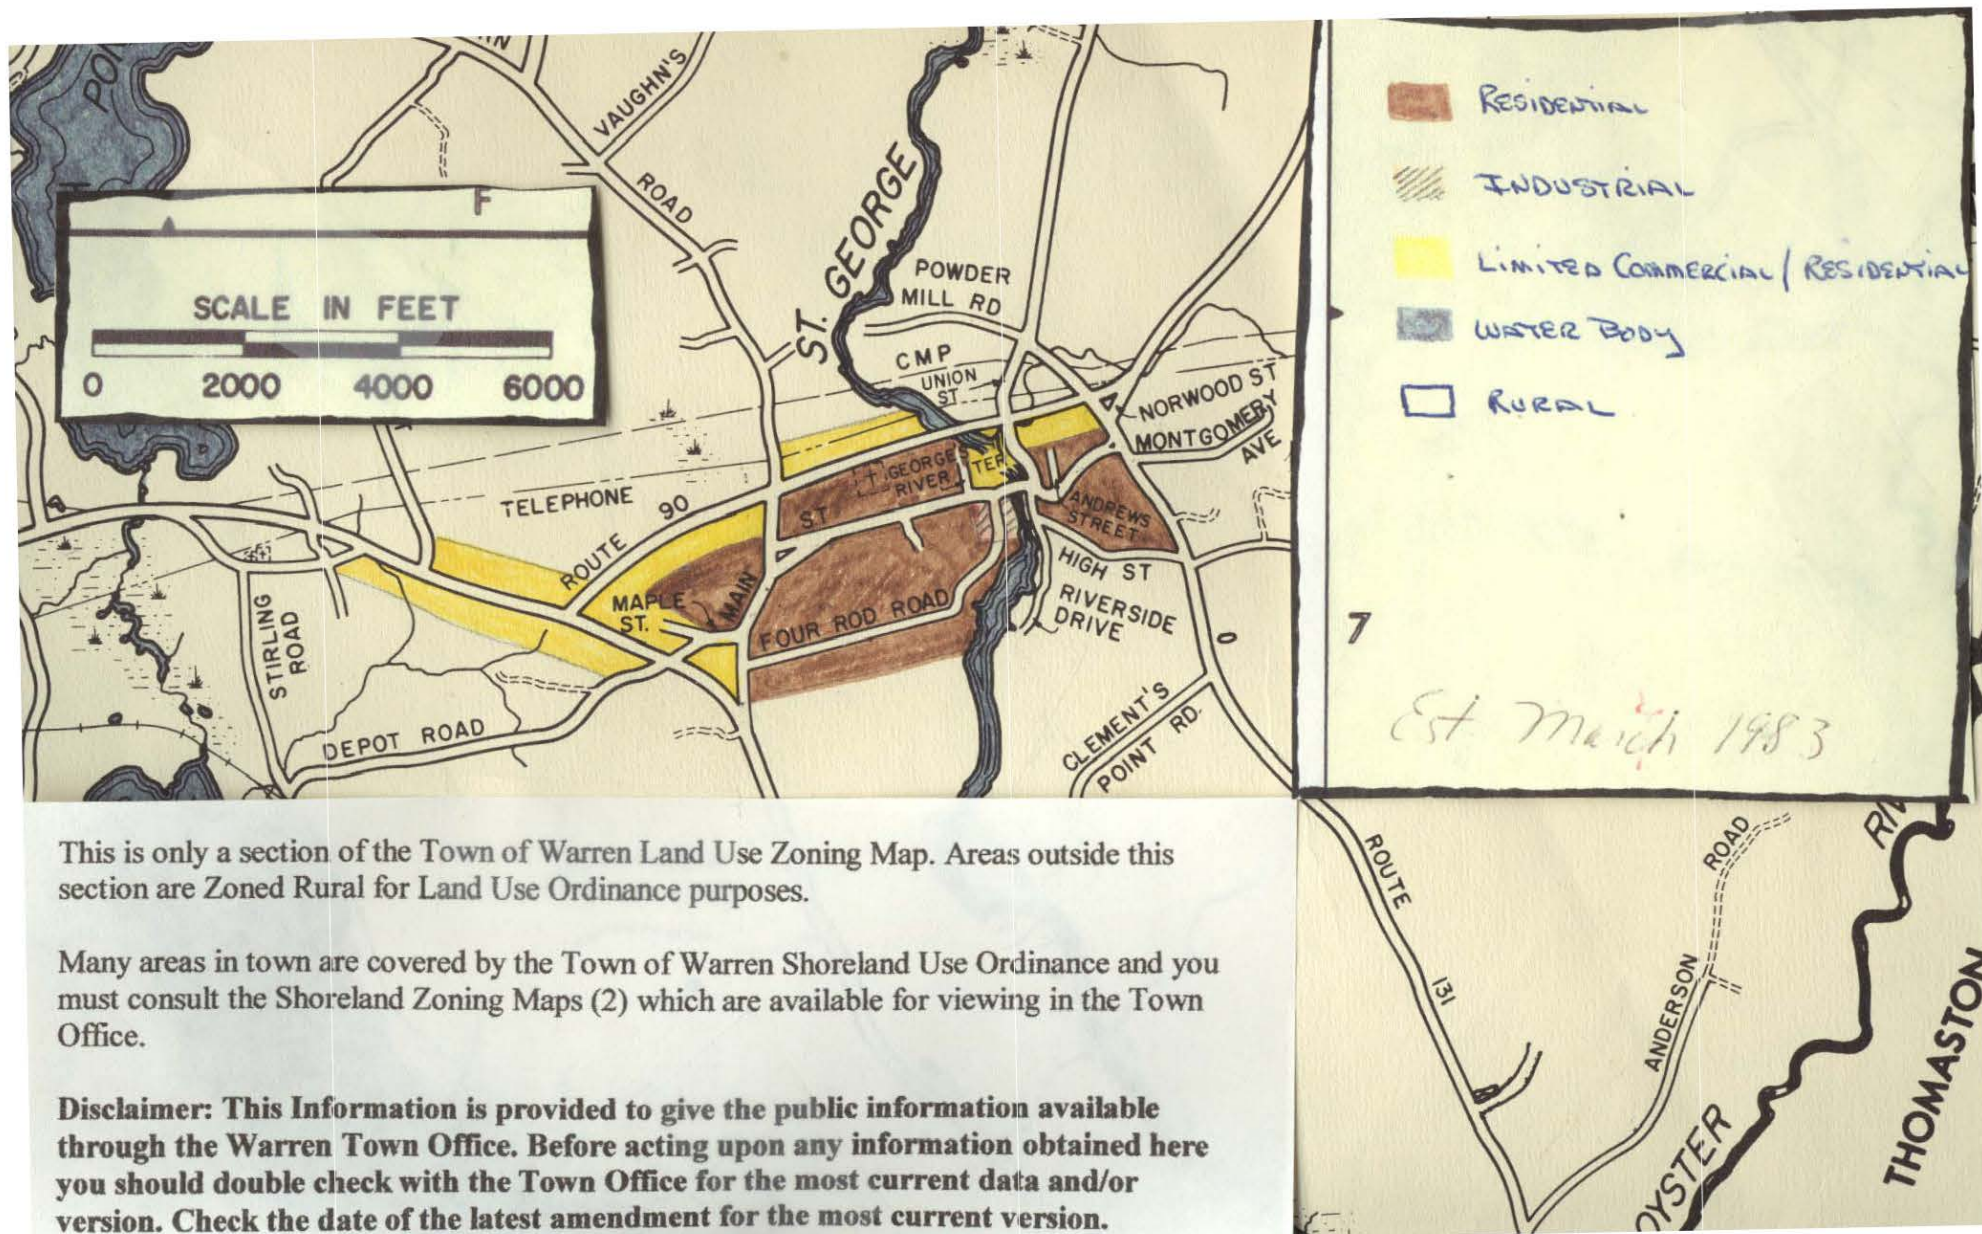 PON
VAUGHN'S
ROAD
F
SCALE IN FEET
0 2000 4000 6000
ST. GEORGE
POWDER
MILL RD
CMP
UNION
ST.
NORWOOD ST
MONTGOMERY
AVE
TELEPHONE
ROUTE 90
GEORGES
RIVER
TER
ST
ANDREWS
STREET
HIGH ST
RIVERSIDE
DRIVE
MAPLE
ST.
MAIN
FOUR ROD ROAD
STIRLING
ROAD
DEPOT ROAD
CLEMENT'S
POINT RD.
RESIDENTIAL
INDUSTRIAL
LIMITED COMMERCIAL / RESIDENTIAL
WATER BODY
RURAL
7
Est March 1983
This is only a section of the Town of Warren Land Use Zoning Map. Areas outside this
section are Zoned Rural for Land Use Ordinance purposes.
Many areas in town are covered by the Town of Warren Shoreland Use Ordinance and you
must consult the Shoreland Zoning Maps (2) which are available for viewing in the Town
Office.
Disclaimer: This Information is provided to give the public information available
through the Warren Town Office. Before acting upon any information obtained here
you should double check with the Town Office for the most current data and/or
version. Check the date of the latest amendment for the most current version.
ROUTE
131
ANDERSON
ROAD
OYSTER
RIV
THOMASTON